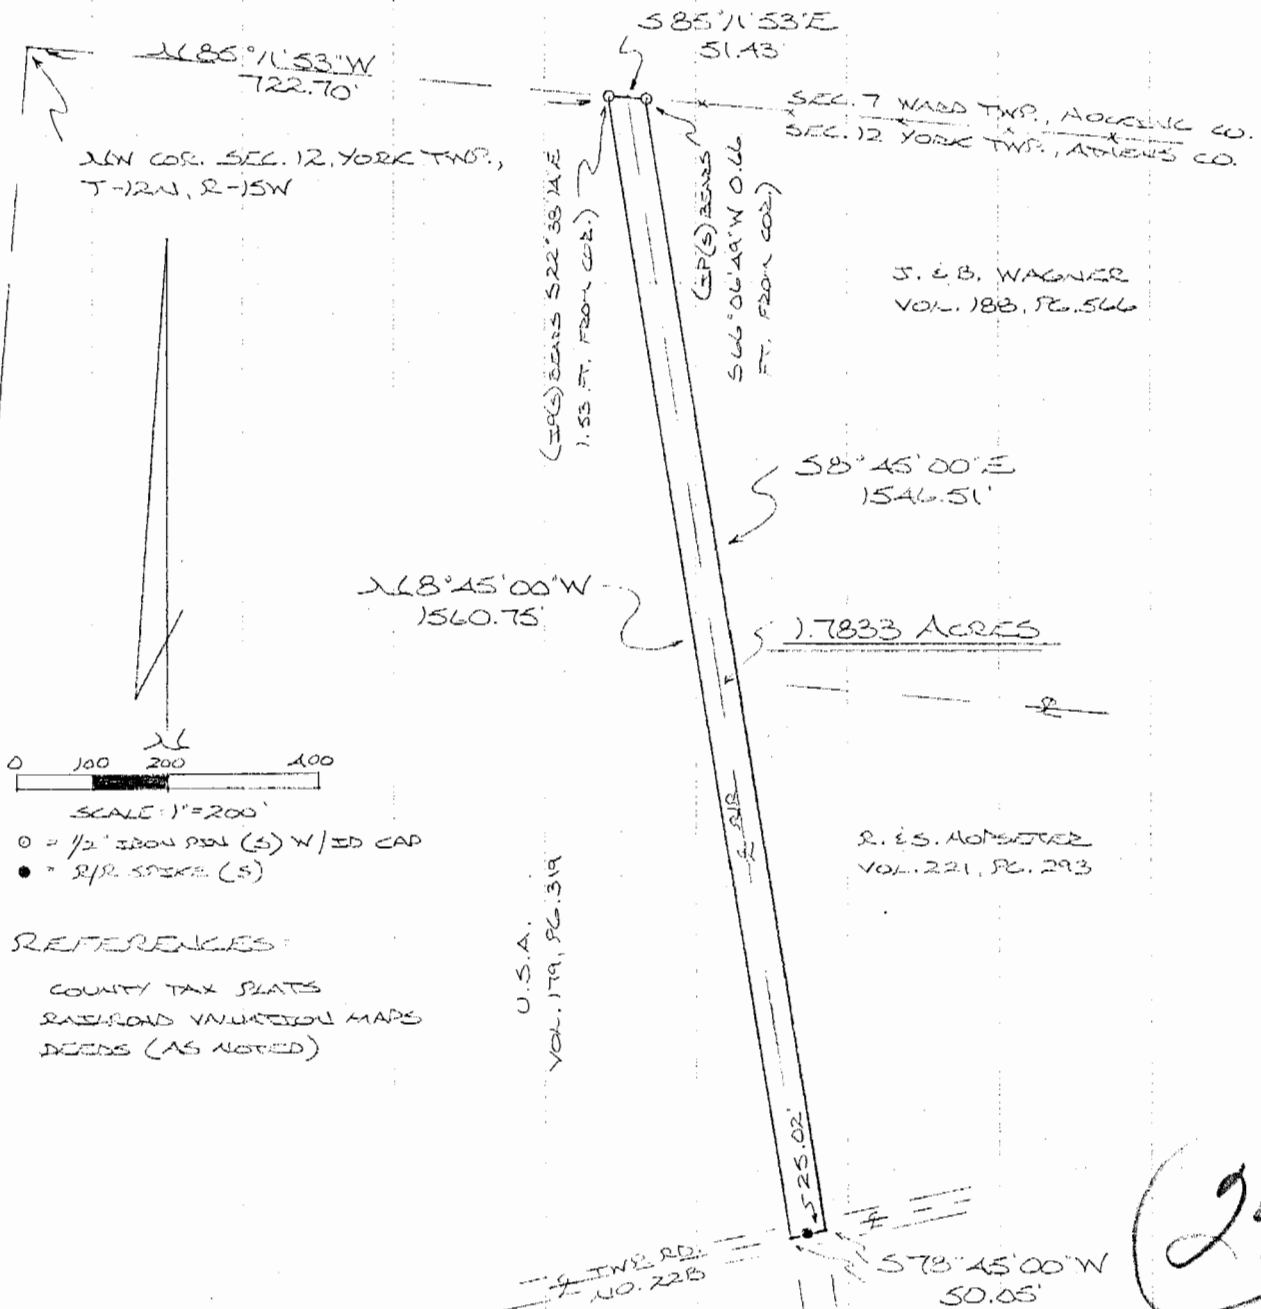 S 85°11'53"E
51.43'
N 85°11'53"W
722.70'
SEC. 7 WARD TWP., HOCKING CO.
SEC. 12 YORK TWP., ATHENS CO.
NW COR. SEC. 12, YORK TWP.,
T-12N, R-15W
(IP(S) BEARS S22°38'14"E
1.53 FT. FROM COR.)
(IP(S) BEARS
S66°06'49"W 0.66
FT. FROM COR.)
J. & B. WAGNER
VOL. 188, PG. 566
S8°45'00"E
1546.51'
N8°45'00"W
1560.75'
1.7833 ACRES
N
0 100 200 400
SCALE: 1"=200'
o = 1/2" IRON PIN (S) W/ID CAP
● = R/R SPIKE (S)
℄ R/R
R. & S.
VOL. 221, PG. 293
REFERENCES:
COUNTY TAX PLATS
RAILROAD VALUATION MAPS
DEEDS (AS NOTED)
U.S.A.
VOL. 179, PG. 319
25.02'
℄ TWP. RD.
NO. 228
℄
S78°45'00"W
50.05'